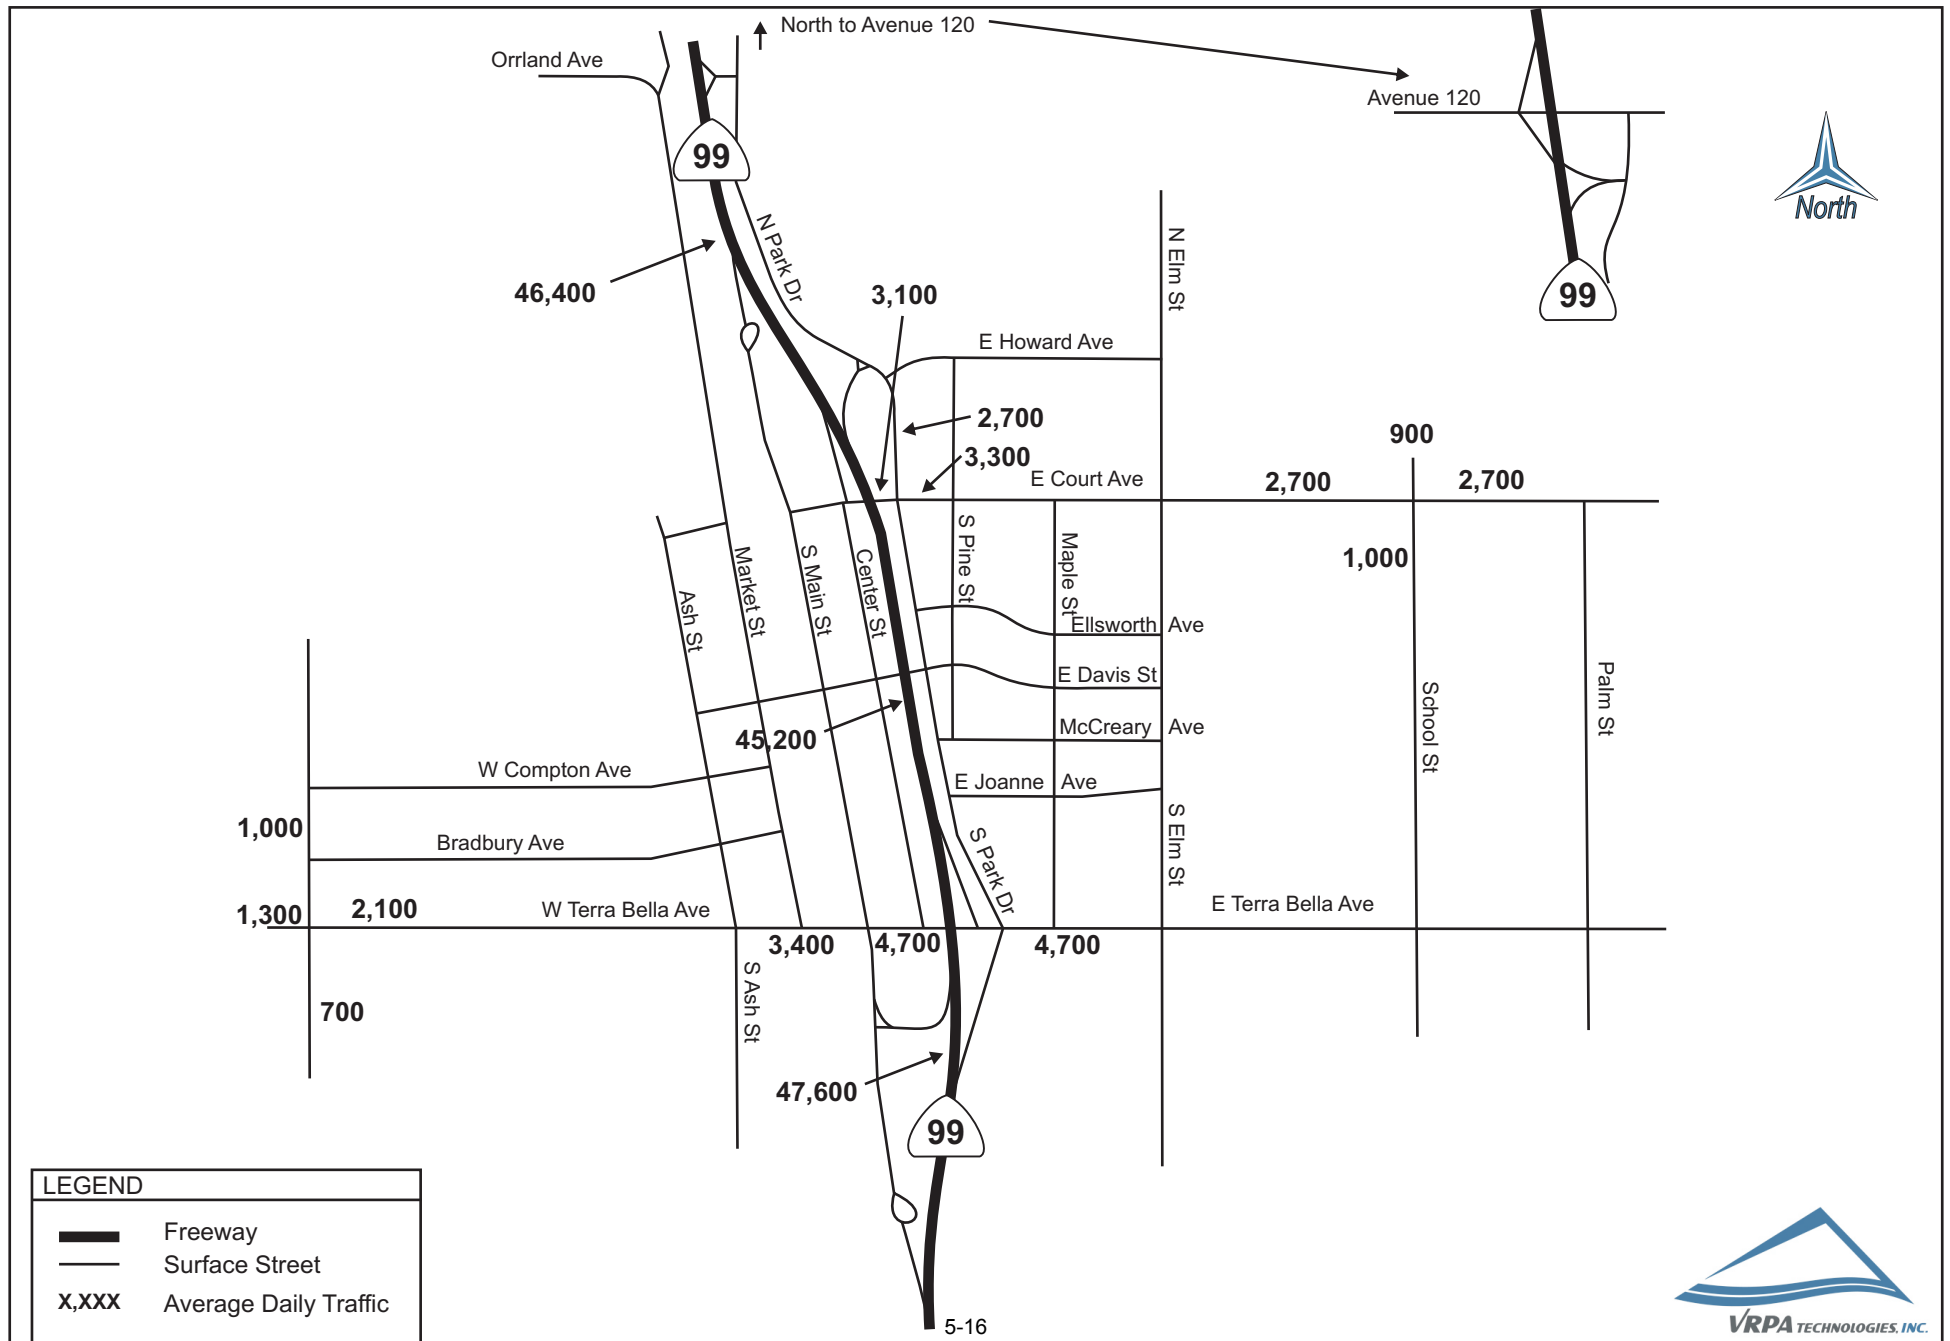 North to Avenue 120
Orrland Ave
Avenue 120
99
North
N Park Dr
N Elm St
46,400
3,100
99
E Howard Ave
2,700
900
3,300
E Court Ave
2,700
2,700
1,000
Ash St
Market St
S Main St
Center St
S Pine St
Maple St
Ellsworth Ave
E Davis St
School St
Palm St
45,200
McCreary Ave
W Compton Ave
E Joanne Ave
1,000
Bradbury Ave
S Park Dr
S Elm St
1,300
2,100
W Terra Bella Ave
E Terra Bella Ave
3,400
4,700
4,700
S Ash St
700
47,600
99
LEGEND
Freeway
Surface Street
X,XXX Average Daily Traffic
5-16
VRPA TECHNOLOGIES, INC.